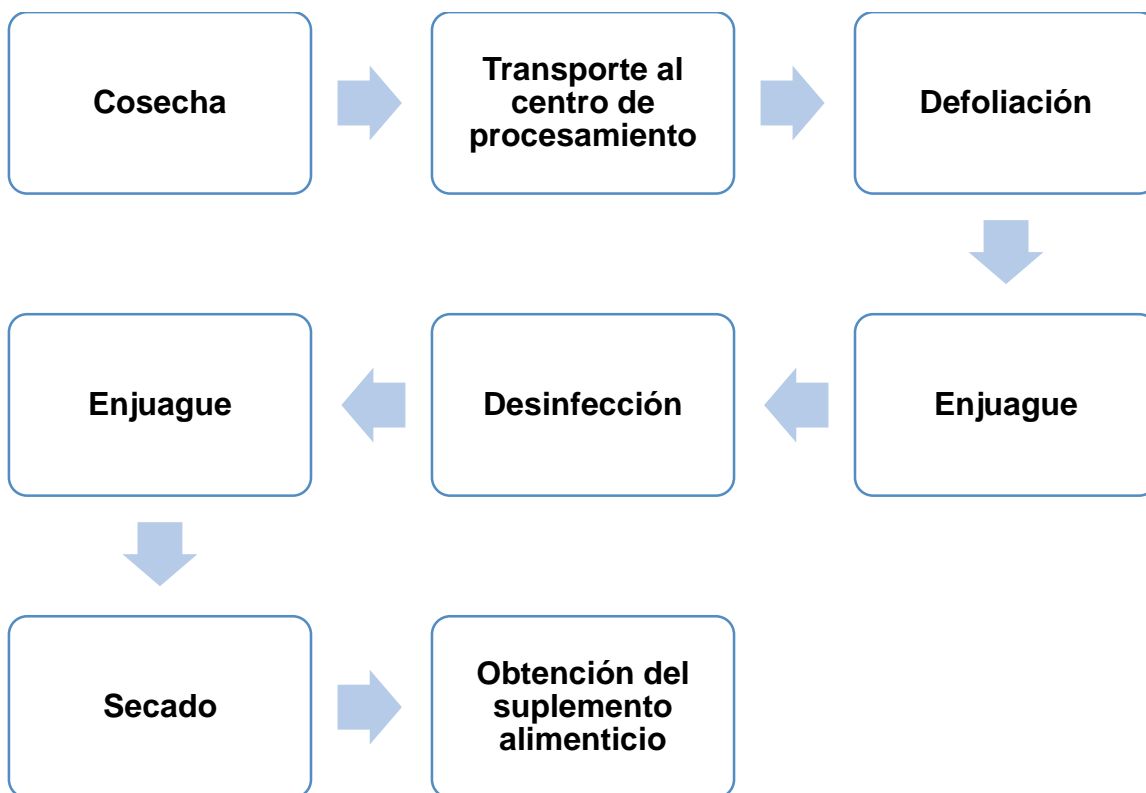 Cosecha
Transporte al
centro de
procesamiento
Defoliación
Enjuague
Desinfección
Enjuague
Secado
Obtención del
suplemento
alimenticio